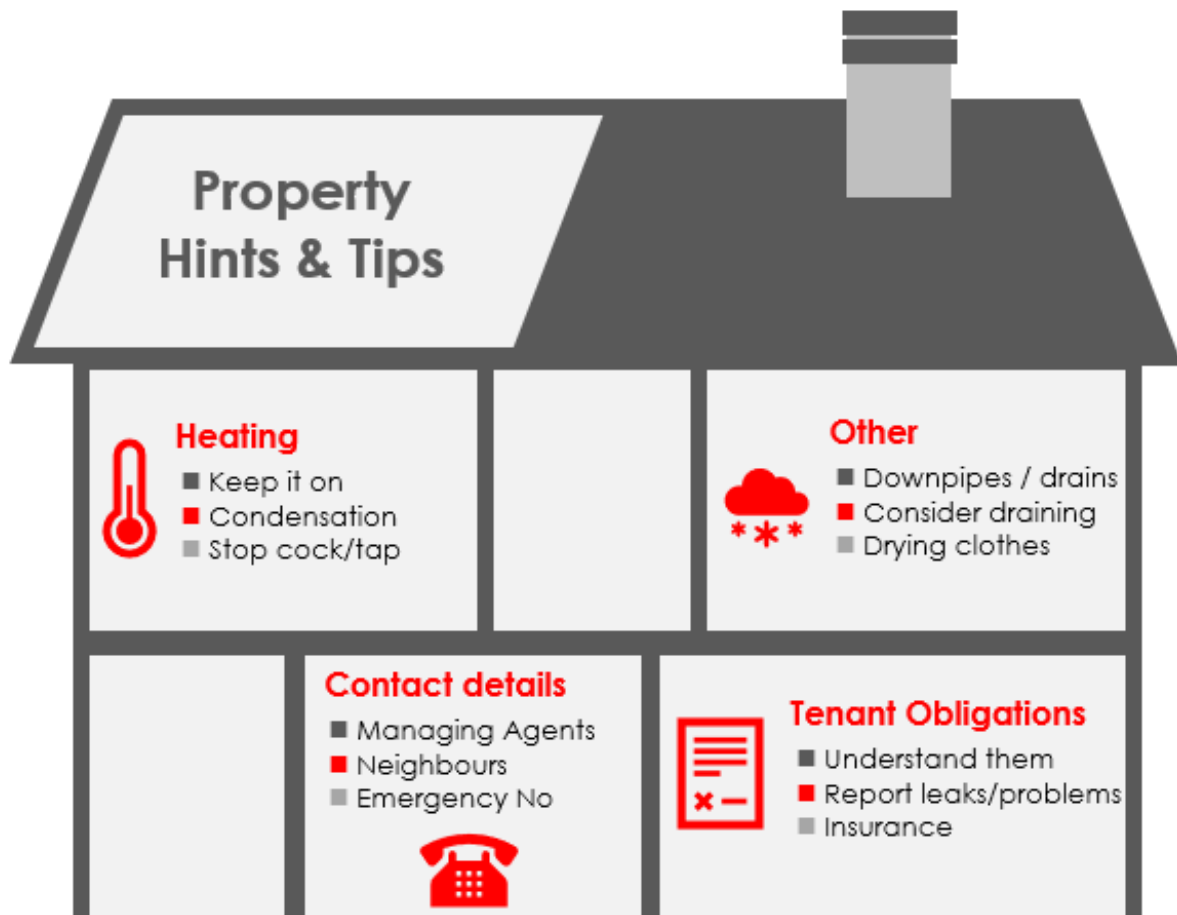 Property
Hints & Tips
Heating
Keep it on
Condensation
Stop cock/tap
Other
Downpipes / drains
Consider draining
Drying clothes
Contact details
Managing Agents
Neighbours
Emergency No
Tenant Obligations
Understand them
Report leaks/problems
Insurance